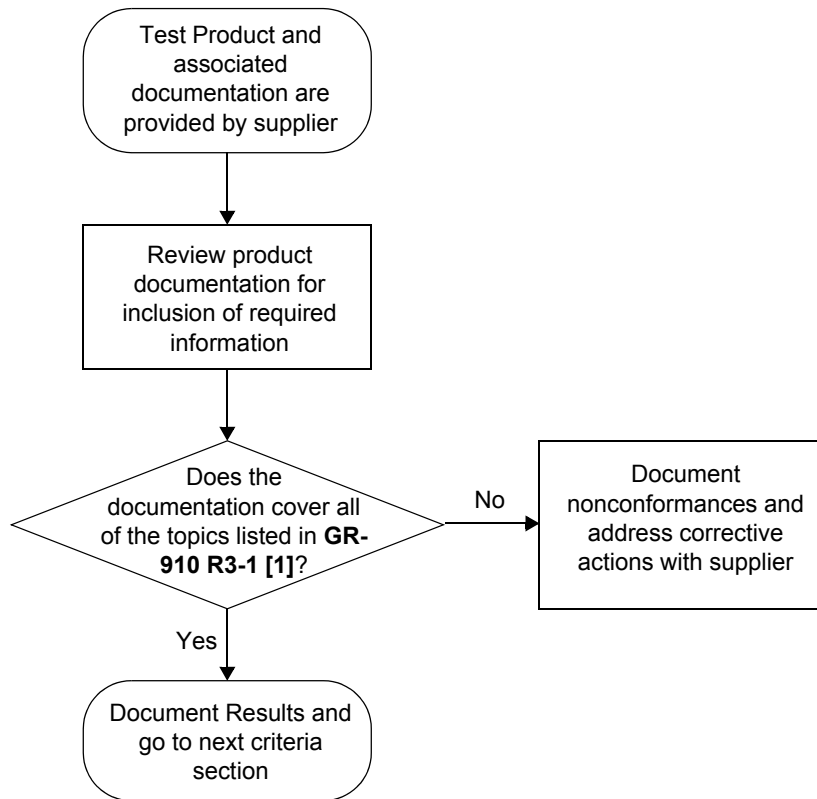 Test Product and
associated
documentation are
provided by supplier
Review product
documentation for
inclusion of required
information
Does the
documentation cover all
of the topics listed in GR-
910 R3-1 [1]?
No
Document
nonconformances and
address corrective
actions with supplier
Yes
Document Results and
go to next criteria
section